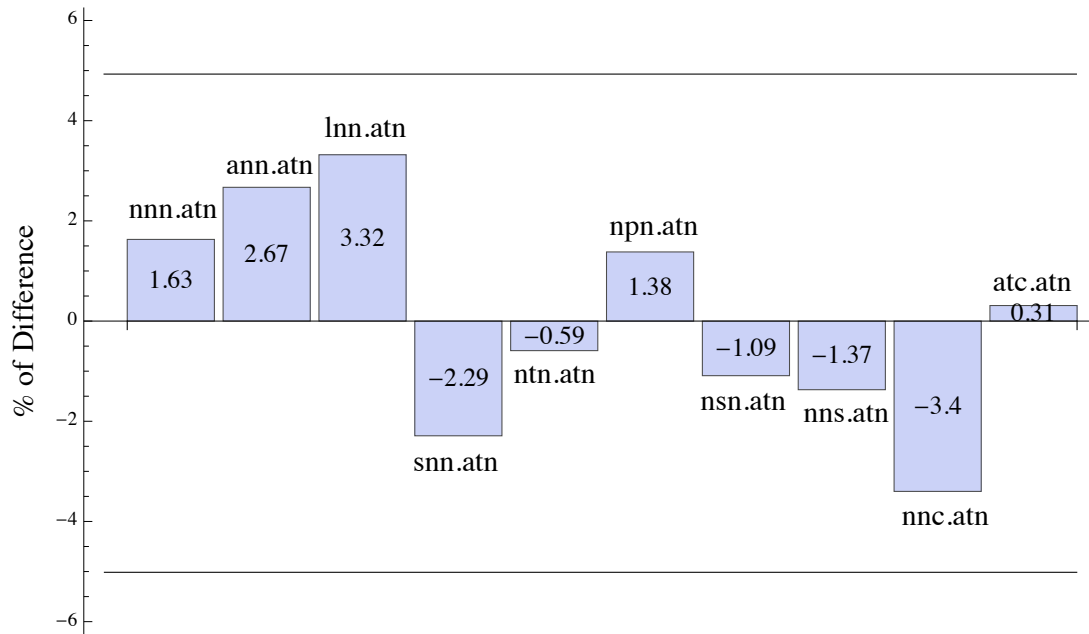 % of Difference
6
4
2
0
−2
−4
−6
nnn.atn
1.63
ann.atn
2.67
lnn.atn
3.32
−2.29
snn.atn
−0.59
ntn.atn
npn.atn
1.38
−1.09
nsn.atn
−1.37
nns.atn
−3.4
nnc.atn
atc.atn
0.31